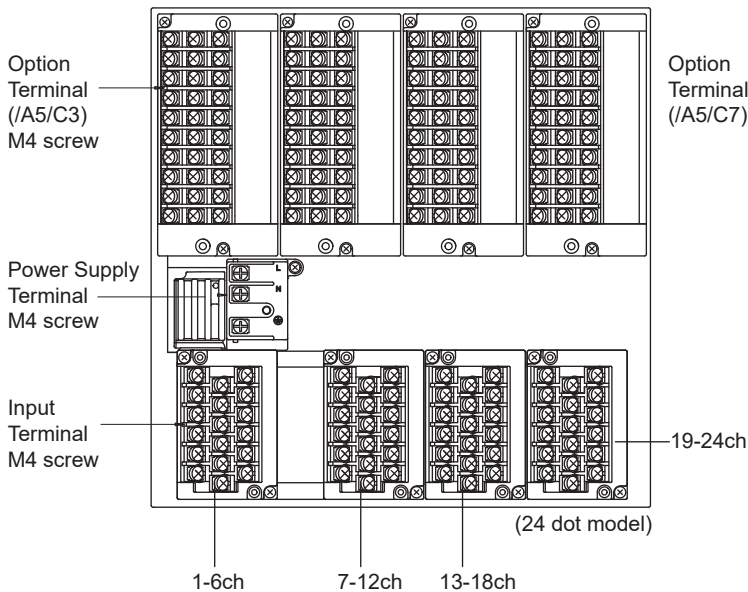 Option
Terminal
(/A5/C3)
M4 screw
Option
Terminal
(/A5/C7)
Power Supply
Terminal
M4 screw
L
N
Input
Terminal
M4 screw
19-24ch
(24 dot model)
1-6ch
7-12ch
13-18ch